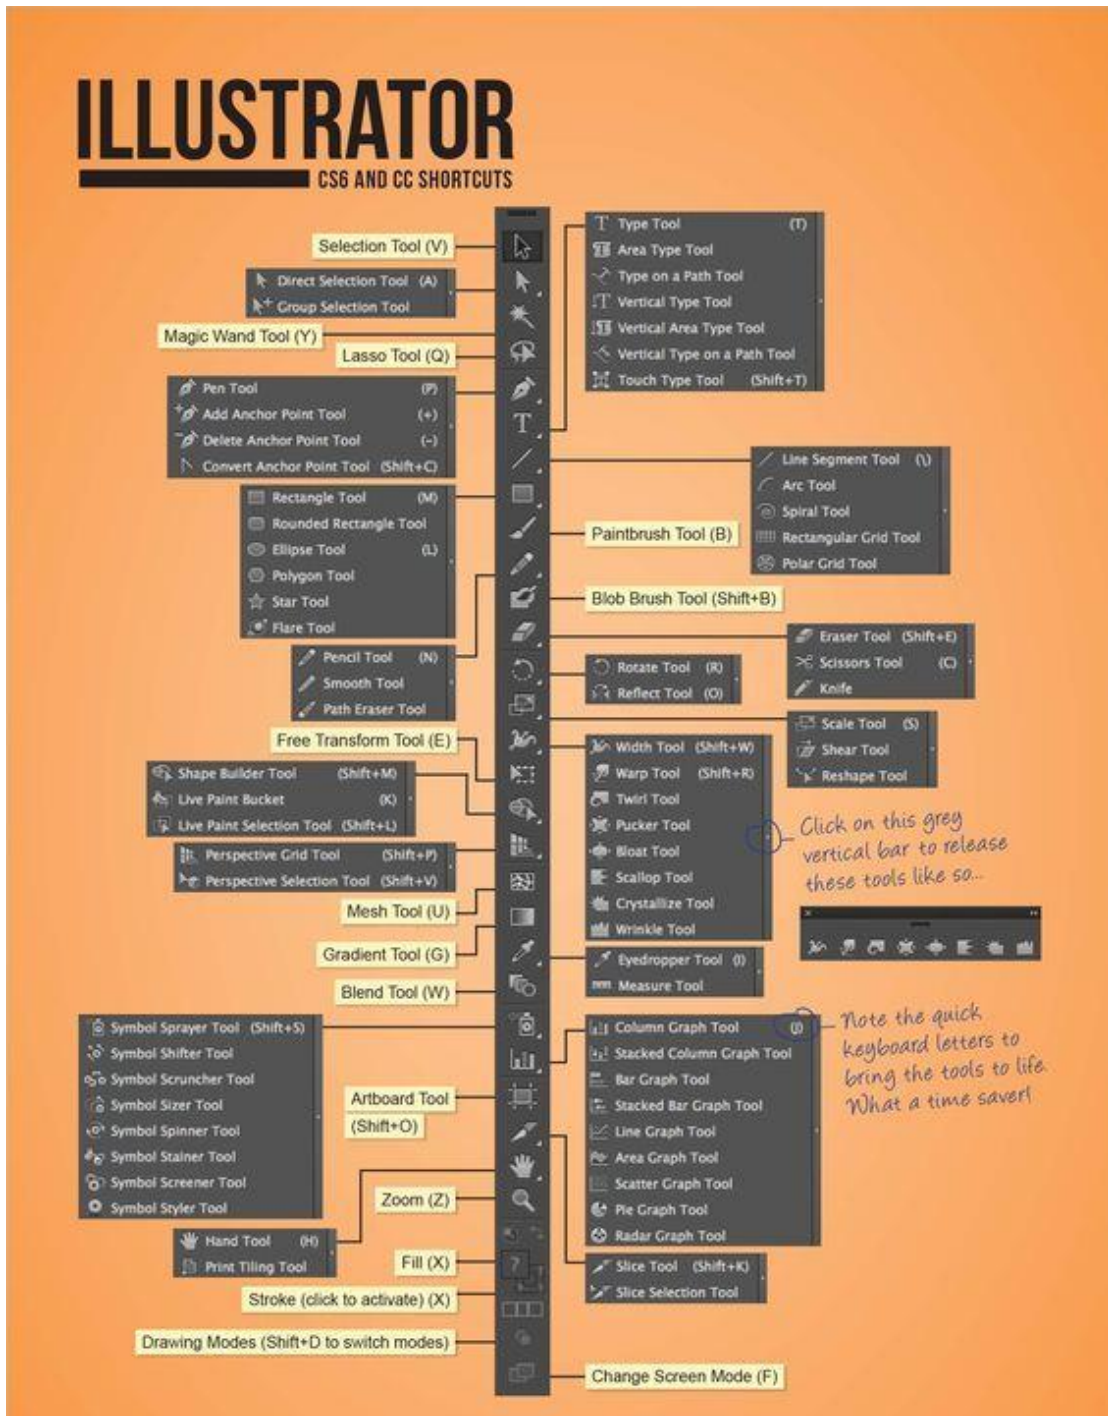 ILLUSTRATOR
CS6 AND CC SHORTCUTS
Selection Tool (V)
Direct Selection Tool (A)
Group Selection Tool
Magic Wand Tool (Y)
Lasso Tool (Q)
Pen Tool (P)
Add Anchor Point Tool (+)
Delete Anchor Point Tool (-)
Convert Anchor Point Tool (Shift+C)
Rectangle Tool (M)
Rounded Rectangle Tool
Ellipse Tool (L)
Polygon Tool
Star Tool
Flare Tool
Pencil Tool (N)
Smooth Tool
Path Eraser Tool
Free Transform Tool (E)
Shape Builder Tool (Shift+M)
Live Paint Bucket (K)
Live Paint Selection Tool (Shift+L)
Perspective Grid Tool (Shift+P)
Perspective Selection Tool (Shift+V)
Mesh Tool (U)
Gradient Tool (G)
Blend Tool (W)
Symbol Sprayer Tool (Shift+S)
Symbol Shifter Tool
Symbol Scruncher Tool
Symbol Sizer Tool
Symbol Spinner Tool
Symbol Stainer Tool
Symbol Screener Tool
Symbol Styler Tool
Artboard Tool
(Shift+O)
Zoom (Z)
Hand Tool (H)
Print Tiling Tool
Fill (X)
Stroke (click to activate) (X)
Drawing Modes (Shift+D to switch modes)
Type Tool (T)
Area Type Tool
Type on a Path Tool
Vertical Type Tool
Vertical Area Type Tool
Vertical Type on a Path Tool
Touch Type Tool (Shift+T)
Line Segment Tool (\)
Arc Tool
Spiral Tool
Rectangular Grid Tool
Polar Grid Tool
Paintbrush Tool (B)
Blob Brush Tool (Shift+B)
Eraser Tool (Shift+E)
Scissors Tool (C)
Knife
Rotate Tool (R)
Reflect Tool (O)
Scale Tool (S)
Shear Tool
Reshape Tool
Width Tool (Shift+W)
Warp Tool (Shift+R)
Twirl Tool
Pucker Tool
Bloat Tool
Scallop Tool
Crystallize Tool
Wrinkle Tool
Click on this grey
vertical bar to release
these tools like so...
Eyedropper Tool (I)
Measure Tool
Column Graph Tool (J)
Stacked Column Graph Tool
Bar Graph Tool
Stacked Bar Graph Tool
Line Graph Tool
Area Graph Tool
Scatter Graph Tool
Pie Graph Tool
Radar Graph Tool
Note the quick
keyboard letters to
bring the tools to life.
What a time saver!
Slice Tool (Shift+K)
Slice Selection Tool
Change Screen Mode (F)